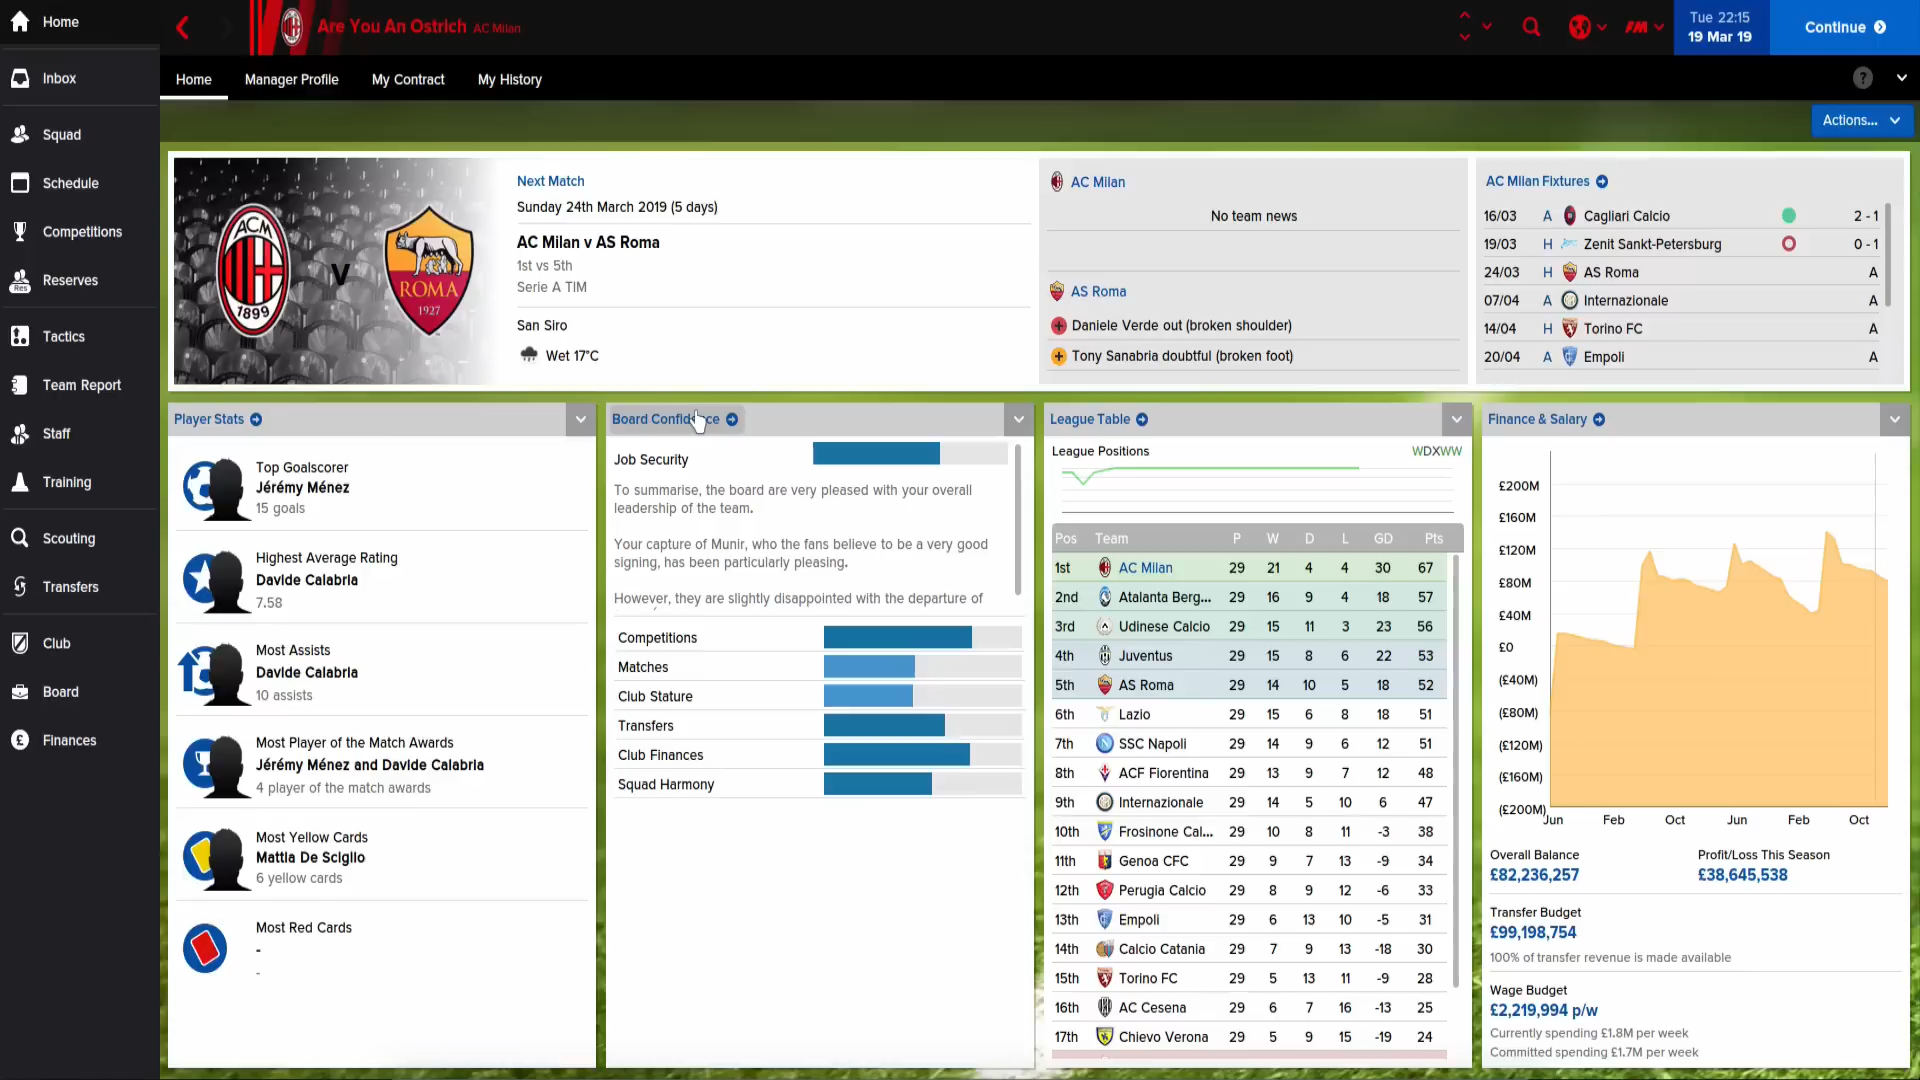 Home
Inbox
Squad
Schedule
Competitions
Res
Reserves
Tactics
Team Report
Staff
Training
Scouting
Transfers
Club
Board
£ Finances
Are You An Ostrich AC Milan
Tue 22:15
19 Mar 19
Continue
Home Manager Profile My Contract My History
?
Actions...
ACM
1899
V
ROMA
1927
Next Match
Sunday 24th March 2019 (5 days)
AC Milan v AS Roma
1st vs 5th
Serie A TIM
San Siro
Wet 17°C
AC Milan
No team news
AS Roma
Daniele Verde out (broken shoulder)
Tony Sanabria doubtful (broken foot)
AC Milan Fixtures
16/03 A Cagliari Calcio 2 - 1
19/03 H Zenit Sankt-Petersburg 0 - 1
24/03 H AS Roma A
07/04 A Internazionale A
14/04 H Torino FC A
20/04 A Empoli A
Player Stats
Top Goalscorer
Jérémy Ménez
15 goals
Highest Average Rating
Davide Calabria
7.58
Most Assists
Davide Calabria
10 assists
Most Player of the Match Awards
Jérémy Ménez and Davide Calabria
4 player of the match awards
Most Yellow Cards
Mattia De Sciglio
6 yellow cards
Most Red Cards
-
-
Board Confidence
Job Security
To summarise, the board are very pleased with your overall
leadership of the team.
Your capture of Munir, who the fans believe to be a very good
signing, has been particularly pleasing.
However, they are slightly disappointed with the departure of
Competitions
Matches
Club Stature
Transfers
Club Finances
Squad Harmony
League Table
League Positions WDXWW
Pos Team P W D L GD Pts
1st AC Milan 29 21 4 4 30 67
2nd Atalanta Berg... 29 16 9 4 18 57
3rd Udinese Calcio 29 15 11 3 23 56
4th Juventus 29 15 8 6 22 53
5th AS Roma 29 14 10 5 18 52
6th Lazio 29 15 6 8 18 51
7th SSC Napoli 29 14 9 6 12 51
8th ACF Fiorentina 29 13 9 7 12 48
9th Internazionale 29 14 5 10 6 47
10th Frosinone Cal... 29 10 8 11 -3 38
11th Genoa CFC 29 9 7 13 -9 34
12th Perugia Calcio 29 8 9 12 -6 33
13th Empoli 29 6 13 10 -5 31
14th Calcio Catania 29 7 9 13 -18 30
15th Torino FC 29 5 13 11 -9 28
16th AC Cesena 29 6 7 16 -13 25
17th Chievo Verona 29 5 9 15 -19 24
Finance & Salary
£200M
£160M
£120M
£80M
£40M
£0
(£40M)
(£80M)
(£120M)
(£160M)
(£200M)
Jun Feb Oct Jun Feb Oct
Overall Balance Profit/Loss This Season
£82,236,257 £38,645,538
Transfer Budget
£99,198,754
100% of transfer revenue is made available
Wage Budget
£2,219,994 p/w
Currently spending £1.8M per week
Committed spending £1.7M per week